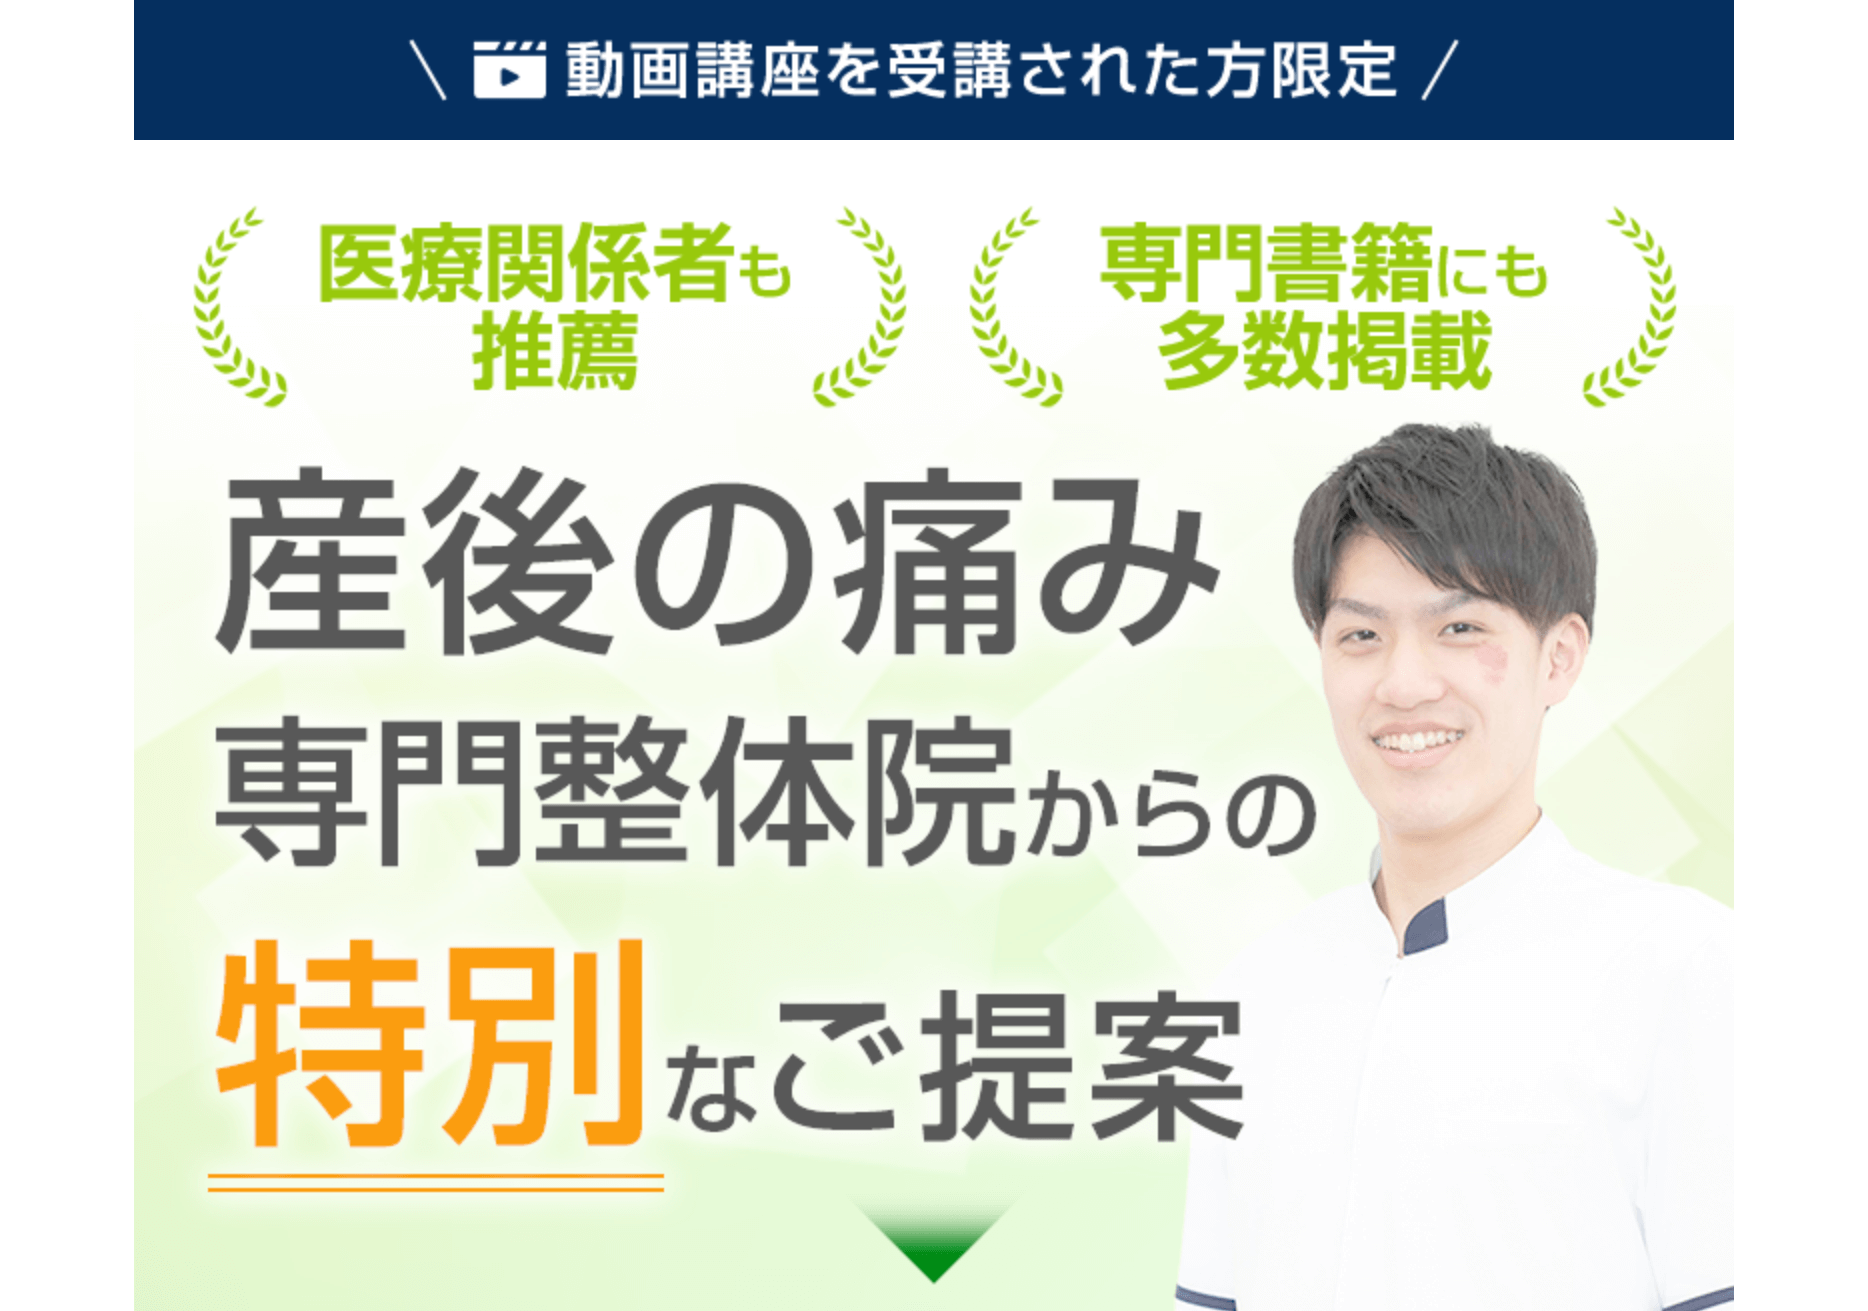 動画講座を受講された方限定
医療関係者も
推薦
専門書籍にも
多数掲載
産後の痛み
専門整体院からの
特別なご提案